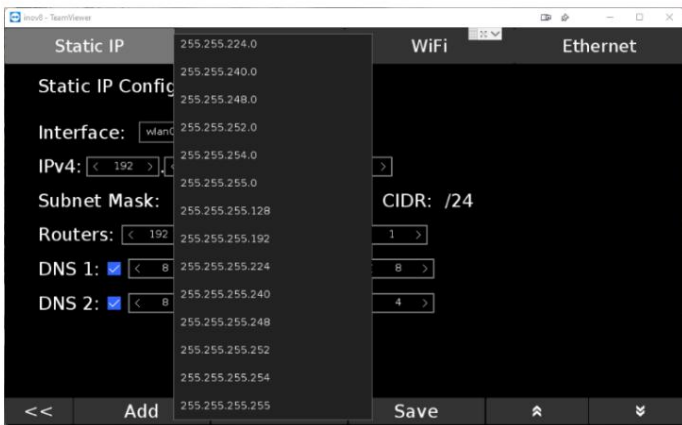 inov8 - TeamViewer
Static IP WiFi Ethernet
Static IP Config
Interface: wlan0
IPv4: < 192 > . < >
Subnet Mask: CIDR: /24
Routers: < 192 1 >
DNS 1: < 8 8 >
DNS 2: < 8 4 >
255.255.224.0
255.255.240.0
255.255.248.0
255.255.252.0
255.255.254.0
255.255.255.0
255.255.255.128
255.255.255.192
255.255.255.224
255.255.255.240
255.255.255.248
255.255.255.252
255.255.255.254
255.255.255.255
<< Add Save